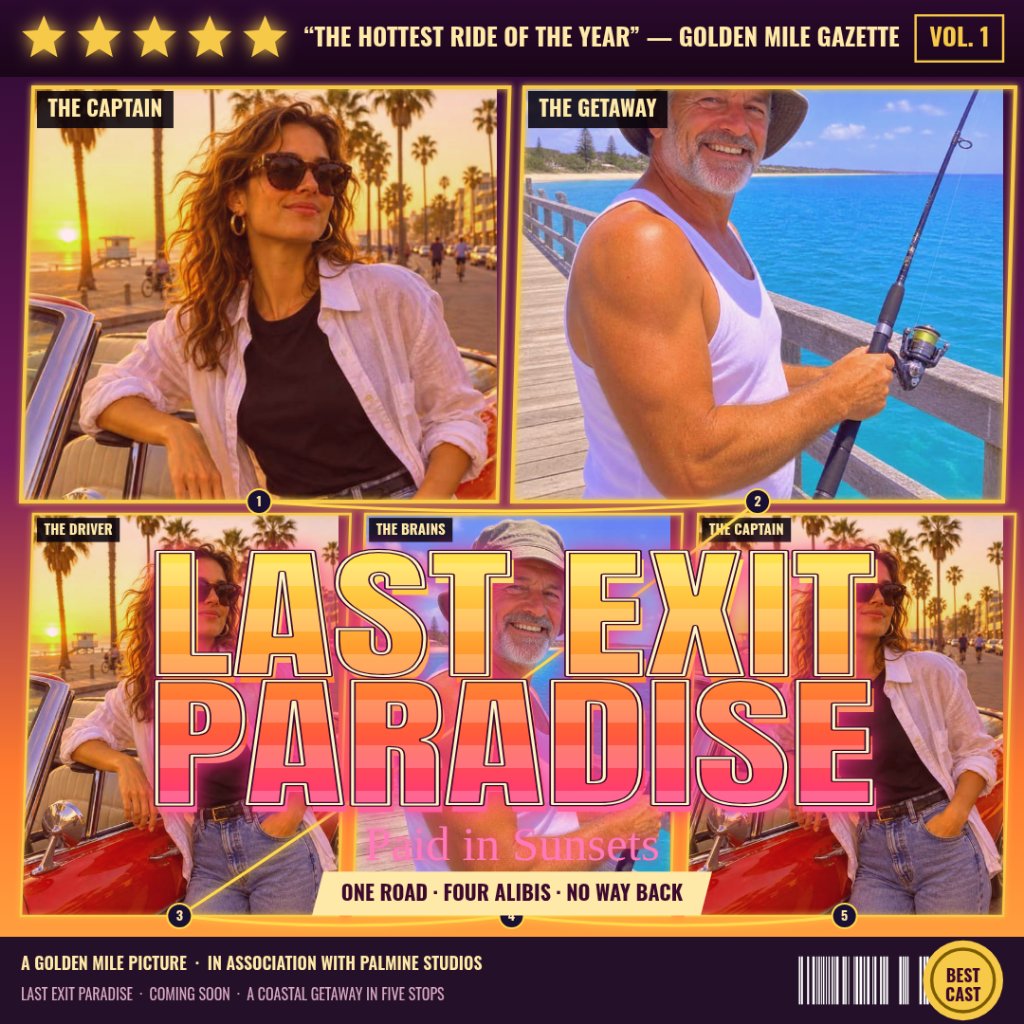 “THE HOTTEST RIDE OF THE YEAR” — GOLDEN MILE GAZETTE
VOL. 1
THE CAPTAIN
THE GETAWAY
1
2
THE DRIVER
THE BRAINS
THE CAPTAIN
LAST EXIT
PARADISE
Paid in Sunsets
ONE ROAD · FOUR ALIBIS · NO WAY BACK
3
4
5
A GOLDEN MILE PICTURE · IN ASSOCIATION WITH PALMINE STUDIOS
LAST EXIT PARADISE · COMING SOON · A COASTAL GETAWAY IN FIVE STOPS
BEST
CAST